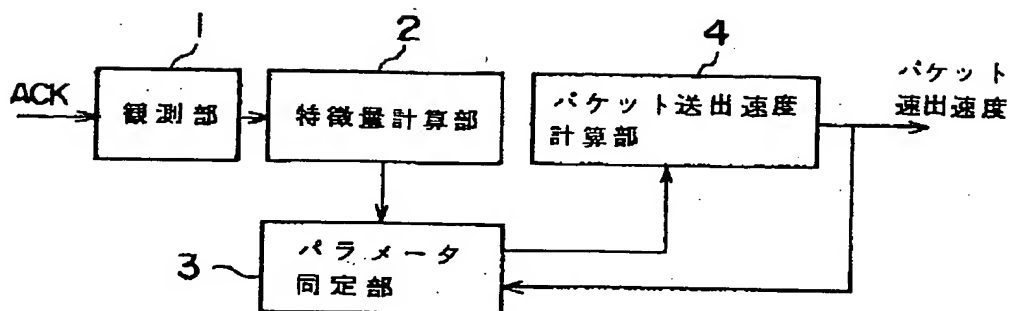 1
2
4
ACK
観測部
特徴量計算部
パケット送出速度
計算部
パケット
速出速度
3
パラメータ
同定部